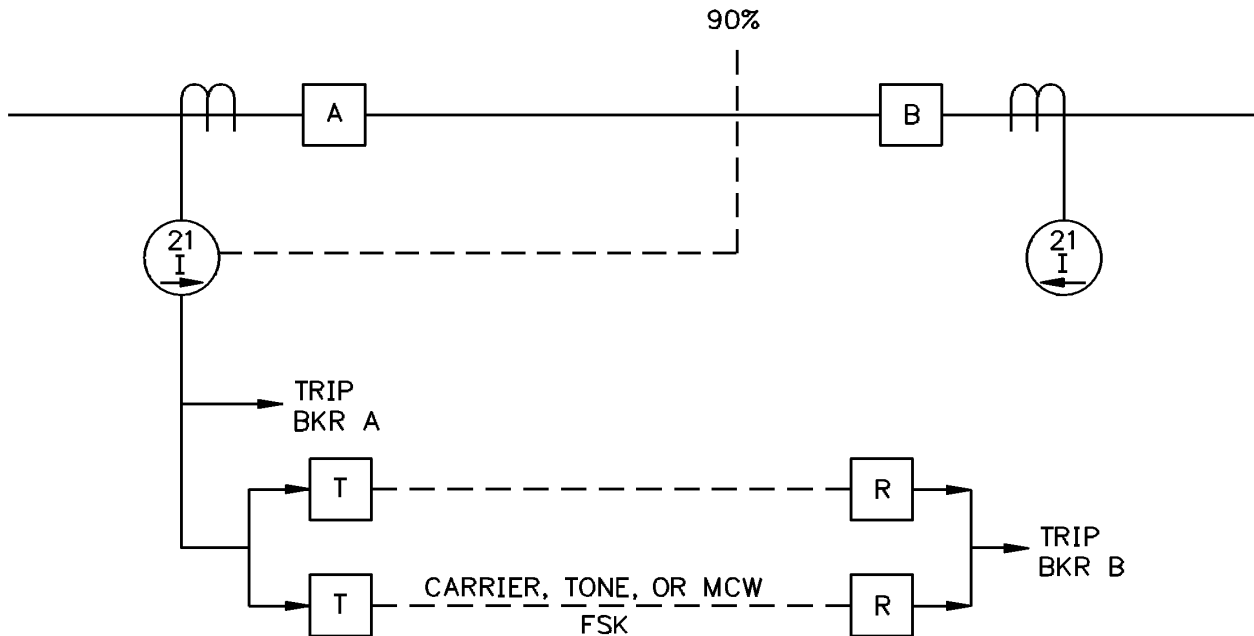 90%
A
B
21
I
21
I
TRIP
BKR A
T
R
TRIP
BKR B
T
CARRIER, TONE, OR MCW
FSK
R